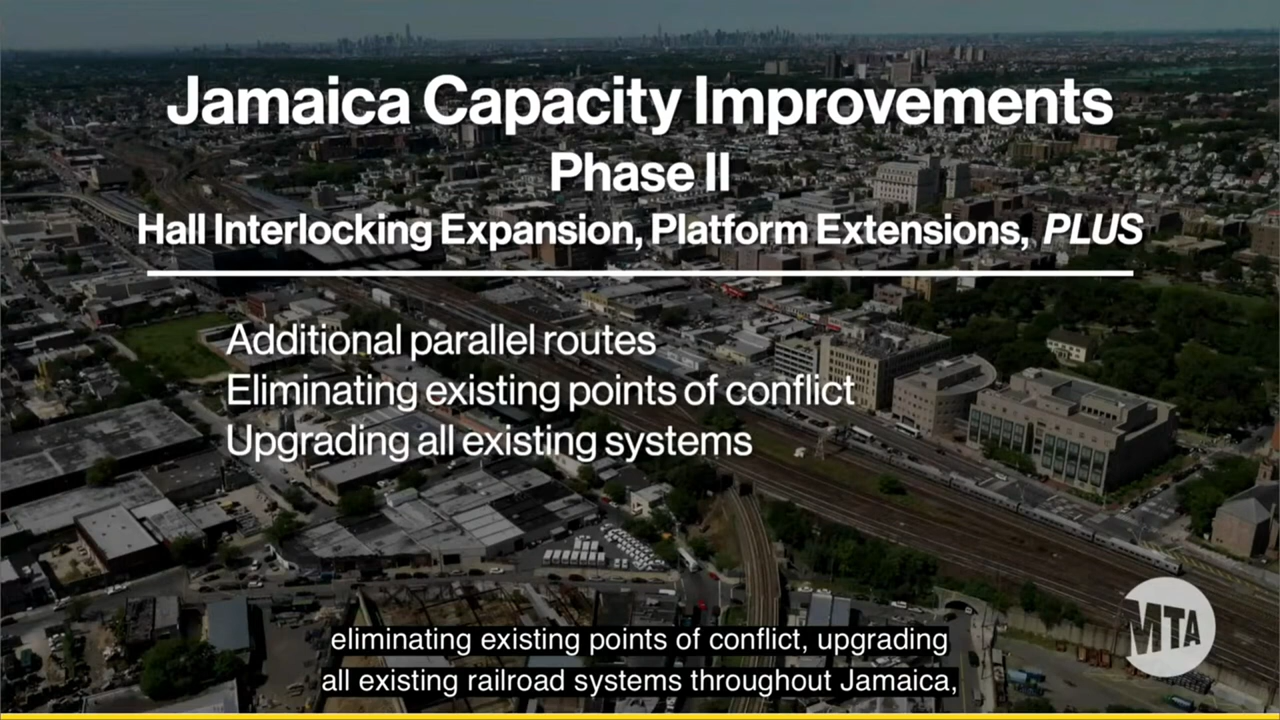 Jamaica Capacity Improvements
Phase II
Hall Interlocking Expansion, Platform Extensions, PLUS
Additional parallel routes
Eliminating existing points of conflict
Upgrading all existing systems
MTA
eliminating existing points of conflict, upgrading
all existing railroad systems throughout Jamaica,